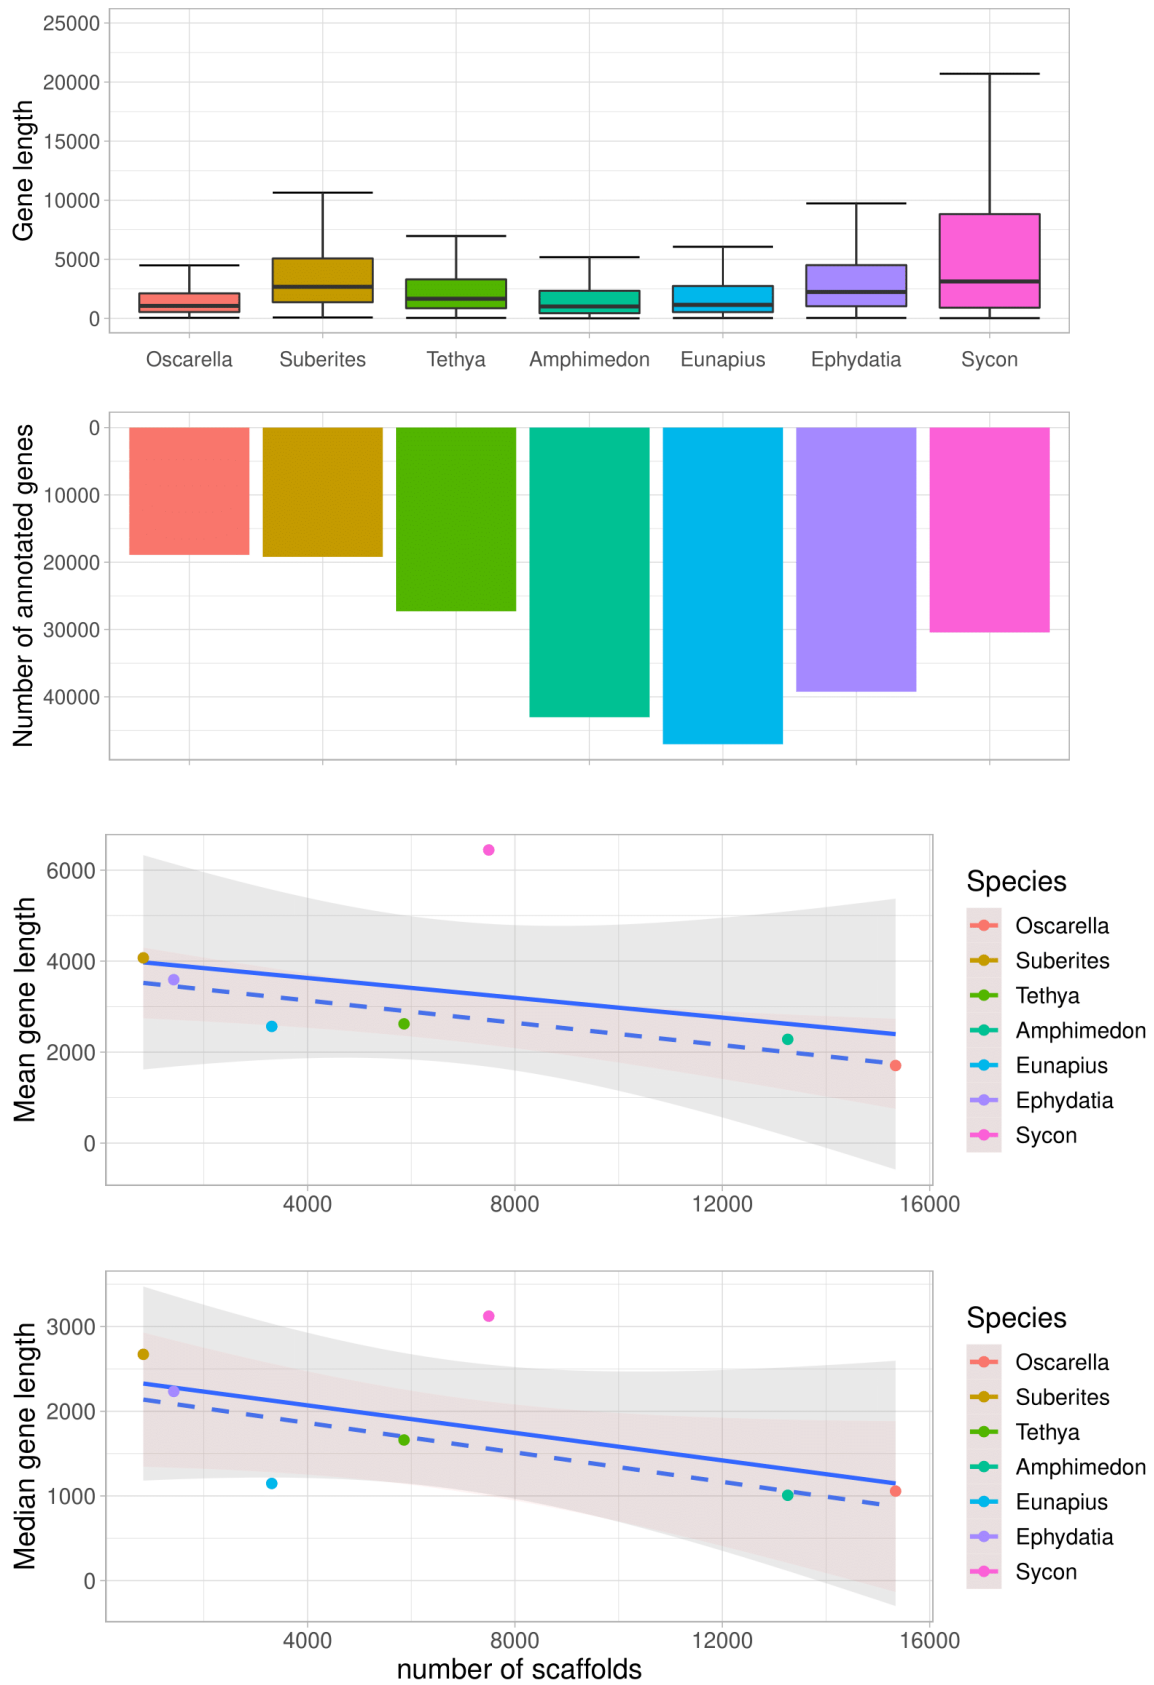 Gene length
25000
20000
15000
10000
5000
0
Oscarella Suberites Tethya Amphimedon Eunapius Ephydatia Sycon
Number of annotated genes
0
10000
20000
30000
40000
Mean gene length
6000
4000
2000
0
4000 8000 12000 16000
Species
Oscarella
Suberites
Tethya
Amphimedon
Eunapius
Ephydatia
Sycon
Median gene length
3000
2000
1000
0
4000 8000 12000 16000
number of scaffolds
Species
Oscarella
Suberites
Tethya
Amphimedon
Eunapius
Ephydatia
Sycon